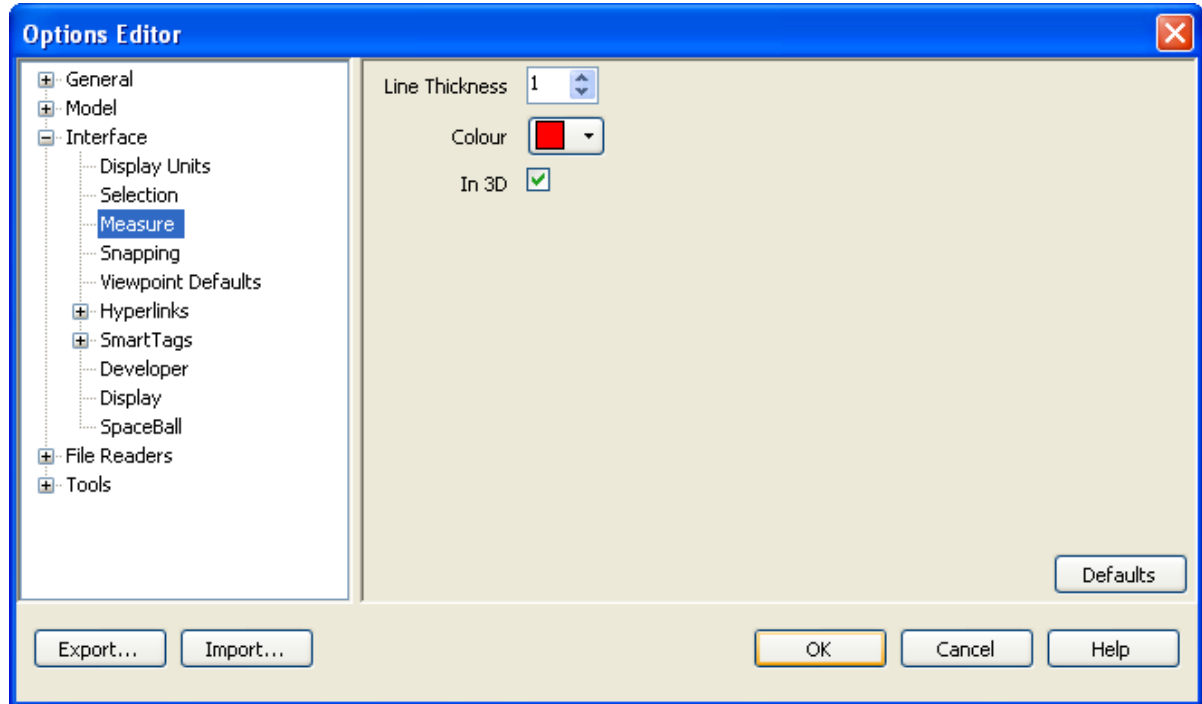 Options Editor
General
Model
Interface
Display Units
Selection
Measure
Snapping
Viewpoint Defaults
Hyperlinks
SmartTags
Developer
Display
SpaceBall
File Readers
Tools
Line Thickness 1
Colour
In 3D
Defaults
Export... Import... OK Cancel Help